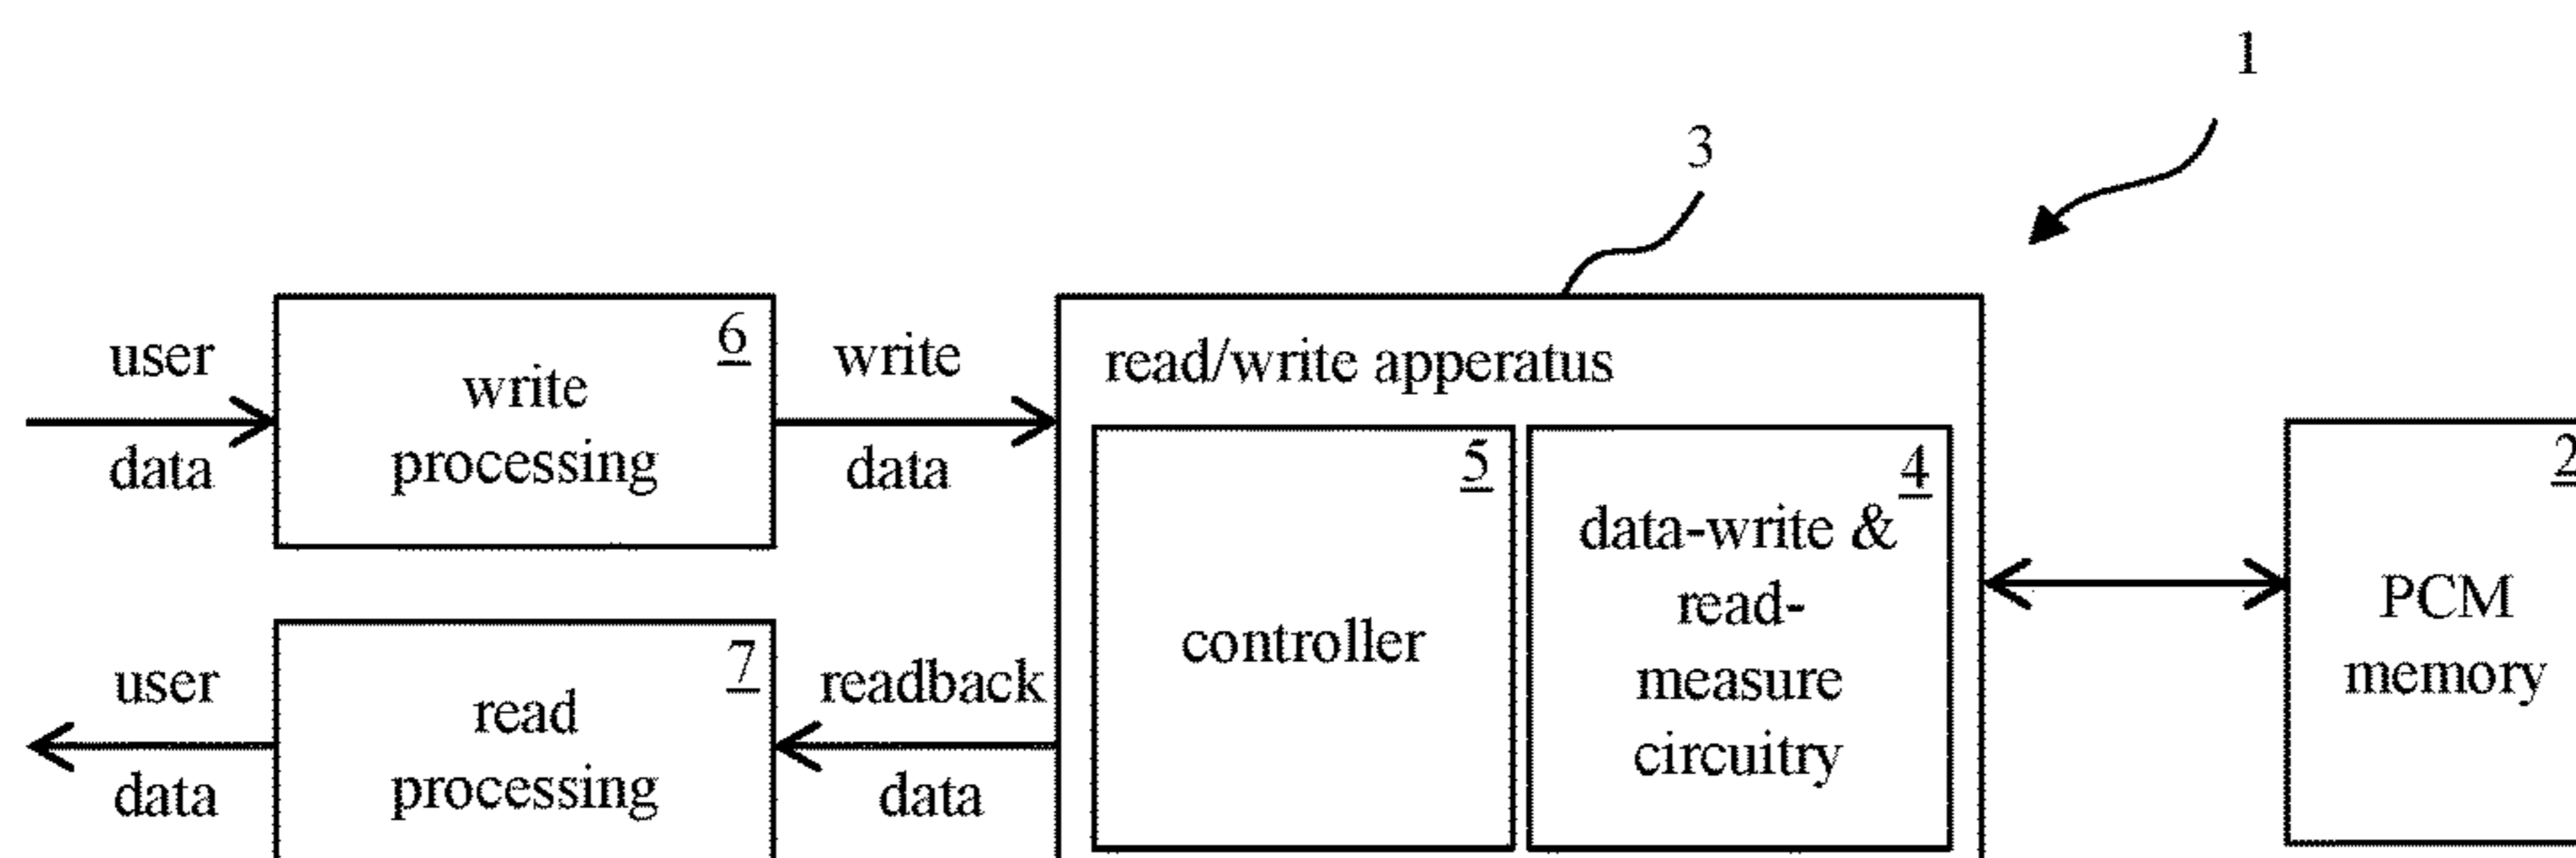 1
3
user
data
6
write
processing
write
data
read/write apperatus
5
controller
4
data-write &
read-
measure
circuitry
2
PCM
memory
user
data
7
read
processing
readback
data